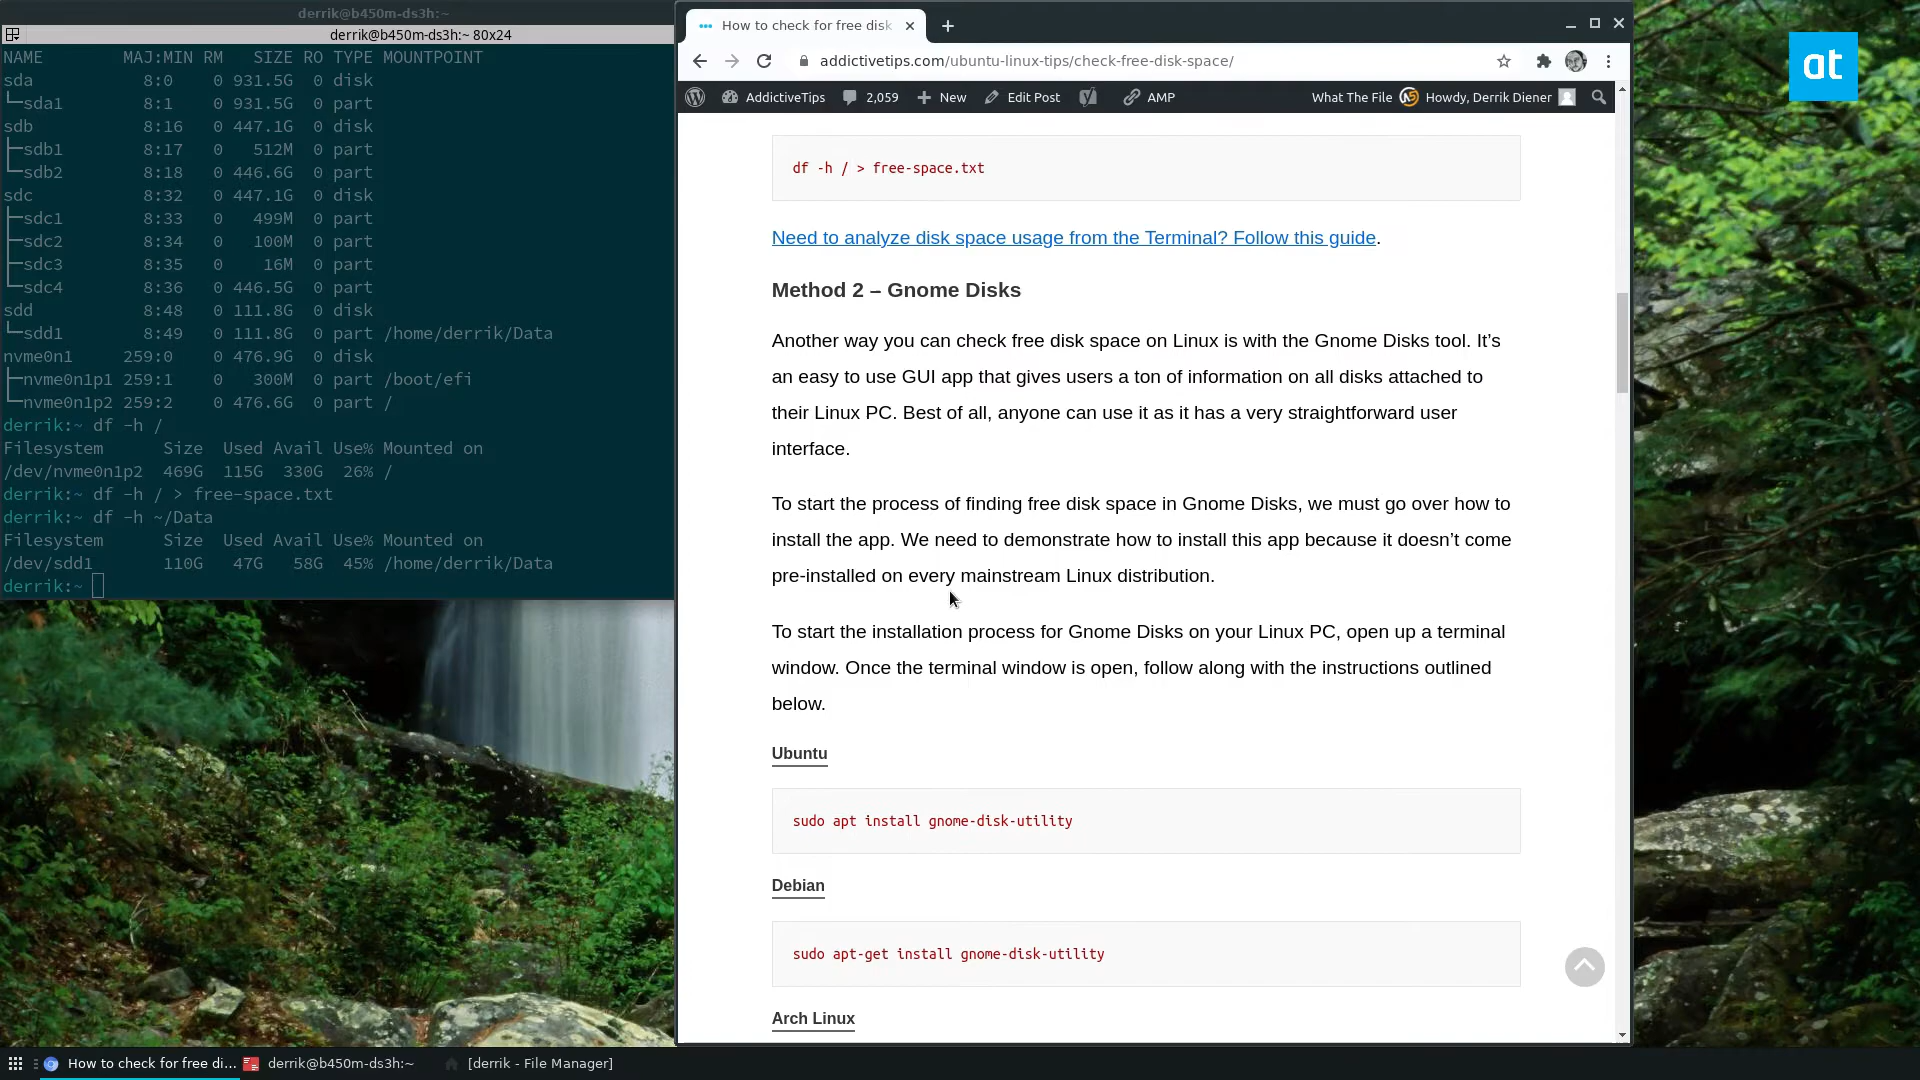 derrik@b450m-ds3h:~
derrik@b450m-ds3h:~ 80x24
NAME MAJ:MIN RM SIZE RO TYPE MOUNTPOINT
sda 8:0 0 931.5G 0 disk
└─sda1 8:1 0 931.5G 0 part
sdb 8:16 0 447.1G 0 disk
├─sdb1 8:17 0 512M 0 part
└─sdb2 8:18 0 446.6G 0 part
sdc 8:32 0 447.1G 0 disk
├─sdc1 8:33 0 499M 0 part
├─sdc2 8:34 0 100M 0 part
├─sdc3 8:35 0 16M 0 part
└─sdc4 8:36 0 446.5G 0 part
sdd 8:48 0 111.8G 0 disk
└─sdd1 8:49 0 111.8G 0 part /home/derrik/Data
nvme0n1 259:0 0 476.9G 0 disk
├─nvme0n1p1 259:1 0 300M 0 part /boot/efi
└─nvme0n1p2 259:2 0 476.6G 0 part /
derrik:~ df -h /
Filesystem Size Used Avail Use% Mounted on
/dev/nvme0n1p2 469G 115G 330G 26% /
derrik:~ df -h / > free-space.txt
derrik:~ df -h ~/Data
Filesystem Size Used Avail Use% Mounted on
/dev/sdd1 110G 47G 58G 45% /home/derrik/Data
derrik:~
How to check for free disk
addictivetips.com/ubuntu-linux-tips/check-free-disk-space/
AddictiveTips 2,059 New Edit Post AMP What The File Howdy, Derrik Diener
df -h / > free-space.txt
Need to analyze disk space usage from the Terminal? Follow this guide.
Method 2 – Gnome Disks
Another way you can check free disk space on Linux is with the Gnome Disks tool. It’s
an easy to use GUI app that gives users a ton of information on all disks attached to
their Linux PC. Best of all, anyone can use it as it has a very straightforward user
interface.
To start the process of finding free disk space in Gnome Disks, we must go over how to
install the app. We need to demonstrate how to install this app because it doesn’t come
pre-installed on every mainstream Linux distribution.
To start the installation process for Gnome Disks on your Linux PC, open up a terminal
window. Once the terminal window is open, follow along with the instructions outlined
below.
Ubuntu
sudo apt install gnome-disk-utility
Debian
sudo apt-get install gnome-disk-utility
Arch Linux
at
How to check for free di... derrik@b450m-ds3h:~ [derrik - File Manager]